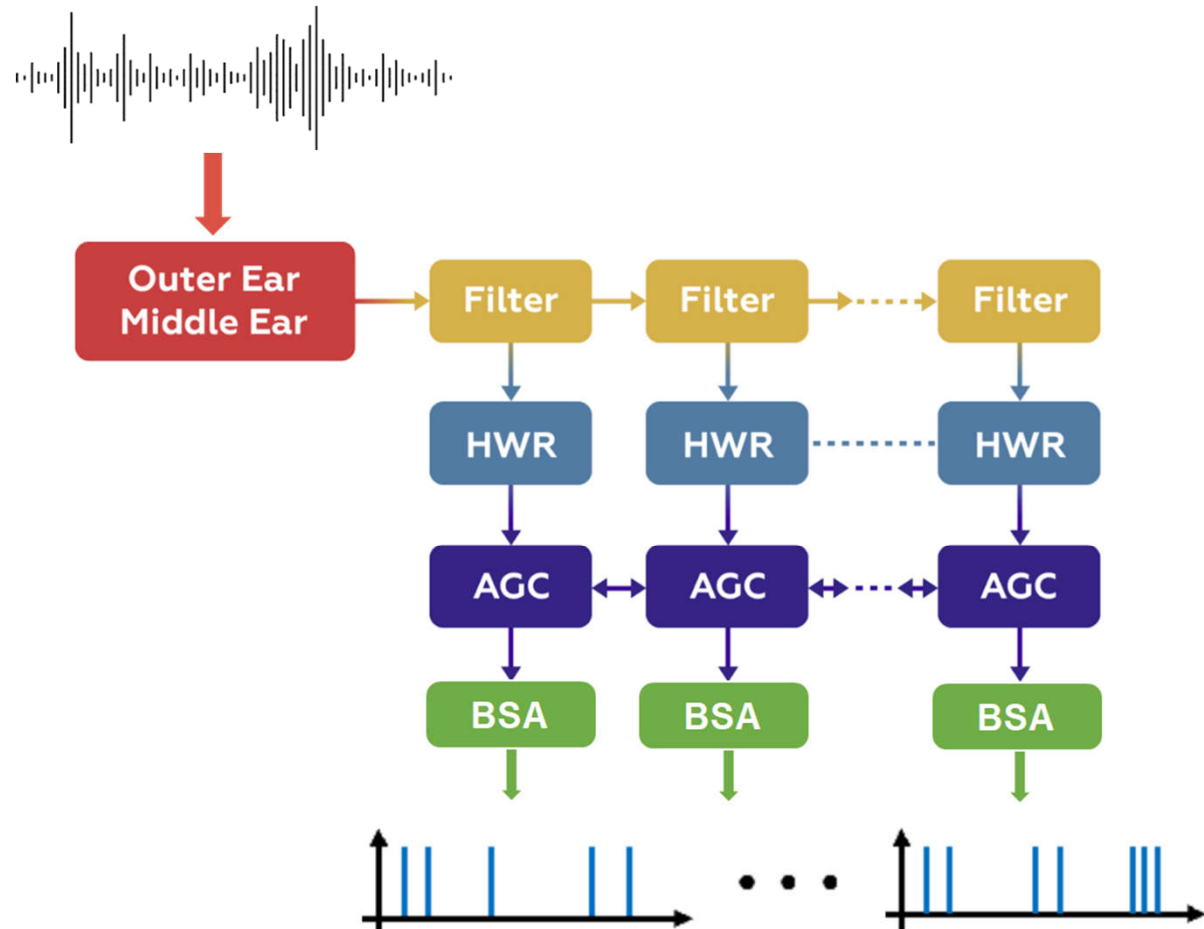 Outer Ear
Middle Ear
Filter
Filter
Filter
HWR
HWR
HWR
AGC
AGC
AGC
BSA
BSA
BSA